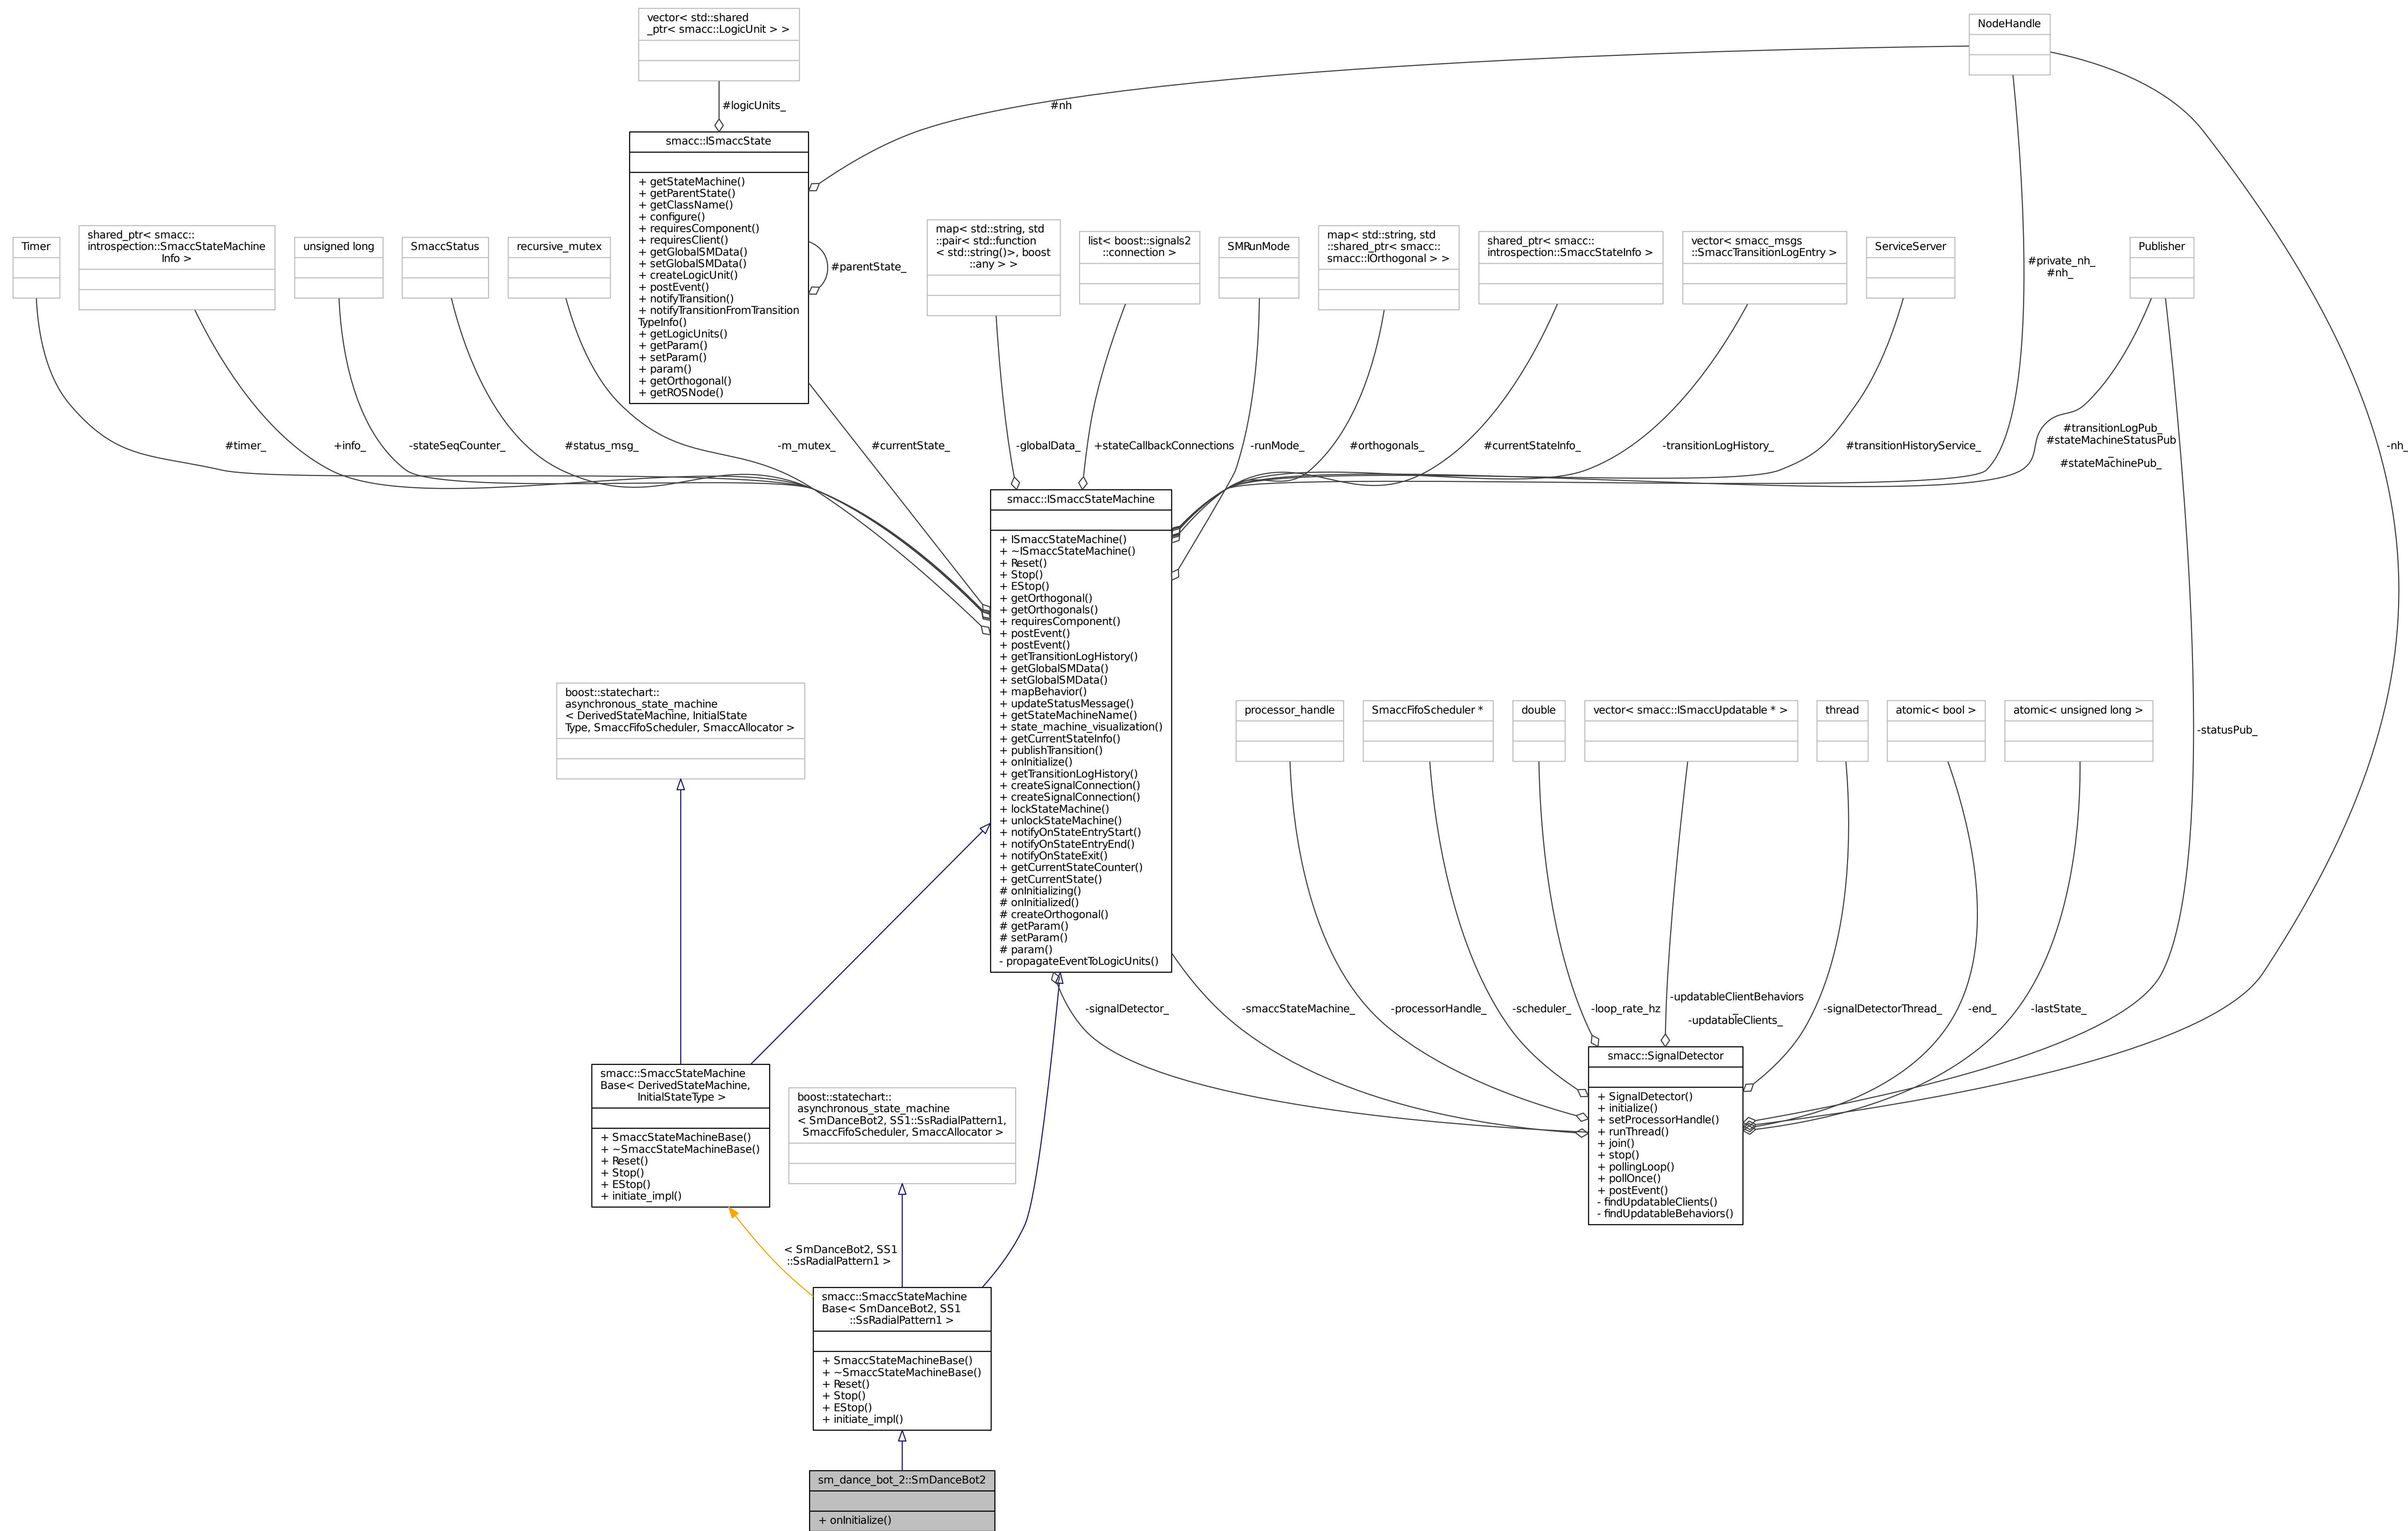 vector< std::shared
_ptr< smacc::LogicUnit > >
NodeHandle
#logicUnits_
#nh
smacc::ISmaccState
+ getStateMachine()
+ getParentState()
+ getClassName()
+ configure()
+ requiresComponent()
+ requiresClient()
+ getGlobalSMData()
+ setGlobalSMData()
+ createLogicUnit()
+ postEvent()
+ notifyTransition()
+ notifyTransitionFromTransition
TypeInfo()
+ getLogicUnits()
+ getParam()
+ setParam()
+ param()
+ getOrthogonal()
+ getROSNode()
#parentState_
Timer
shared_ptr< smacc::
introspection::SmaccStateMachine
Info >
unsigned long
SmaccStatus
recursive_mutex
map< std::string, std
::pair< std::function
< std::string()>, boost
::any > >
list< boost::signals2
::connection >
SMRunMode
map< std::string, std
::shared_ptr< smacc::
smacc::IOrthogonal > >
shared_ptr< smacc::
introspection::SmaccStateInfo >
vector< smacc_msgs
::SmaccTransitionLogEntry >
ServiceServer
#private_nh_
#nh_
Publisher
#timer_
+info_
-stateSeqCounter_
#status_msg_
-m_mutex_
#currentState_
-globalData_
+stateCallbackConnections
-runMode_
#orthogonals_
#currentStateInfo_
-transitionLogHistory_
#transitionHistoryService_
#transitionLogPub_
#stateMachineStatusPub
_
#stateMachinePub_
-nh_
smacc::ISmaccStateMachine
+ ISmaccStateMachine()
+ ~ISmaccStateMachine()
+ Reset()
+ Stop()
+ EStop()
+ getOrthogonal()
+ getOrthogonals()
+ requiresComponent()
+ postEvent()
+ postEvent()
+ getTransitionLogHistory()
+ getGlobalSMData()
+ setGlobalSMData()
+ mapBehavior()
+ updateStatusMessage()
+ getStateMachineName()
+ state_machine_visualization()
+ getCurrentStateInfo()
+ publishTransition()
+ onInitialize()
+ getTransitionLogHistory()
+ createSignalConnection()
+ createSignalConnection()
+ lockStateMachine()
+ unlockStateMachine()
+ notifyOnStateEntryStart()
+ notifyOnStateEntryEnd()
+ notifyOnStateExit()
+ getCurrentStateCounter()
+ getCurrentState()
# onInitializing()
# onInitialized()
# createOrthogonal()
# getParam()
# setParam()
# param()
- propagateEventToLogicUnits()
boost::statechart::
asynchronous_state_machine
< DerivedStateMachine, InitialState
Type, SmaccFifoScheduler, SmaccAllocator >
processor_handle
SmaccFifoScheduler *
double
vector< smacc::ISmaccUpdatable * >
thread
atomic< bool >
atomic< unsigned long >
-statusPub_
-signalDetector_
-smaccStateMachine_
-processorHandle_
-scheduler_
-loop_rate_hz
-updatableClientBehaviors
_
-updatableClients_
-signalDetectorThread_
-end_
-lastState_
smacc::SignalDetector
+ SignalDetector()
+ initialize()
+ setProcessorHandle()
+ runThread()
+ join()
+ stop()
+ pollingLoop()
+ pollOnce()
+ postEvent()
- findUpdatableClients()
- findUpdatableBehaviors()
smacc::SmaccStateMachine
Base< DerivedStateMachine,
InitialStateType >
+ SmaccStateMachineBase()
+ ~SmaccStateMachineBase()
+ Reset()
+ Stop()
+ EStop()
+ initiate_impl()
boost::statechart::
asynchronous_state_machine
< SmDanceBot2, SS1::SsRadialPattern1,
SmaccFifoScheduler, SmaccAllocator >
< SmDanceBot2, SS1
::SsRadialPattern1 >
smacc::SmaccStateMachine
Base< SmDanceBot2, SS1
::SsRadialPattern1 >
+ SmaccStateMachineBase()
+ ~SmaccStateMachineBase()
+ Reset()
+ Stop()
+ EStop()
+ initiate_impl()
sm_dance_bot_2::SmDanceBot2
+ onInitialize()